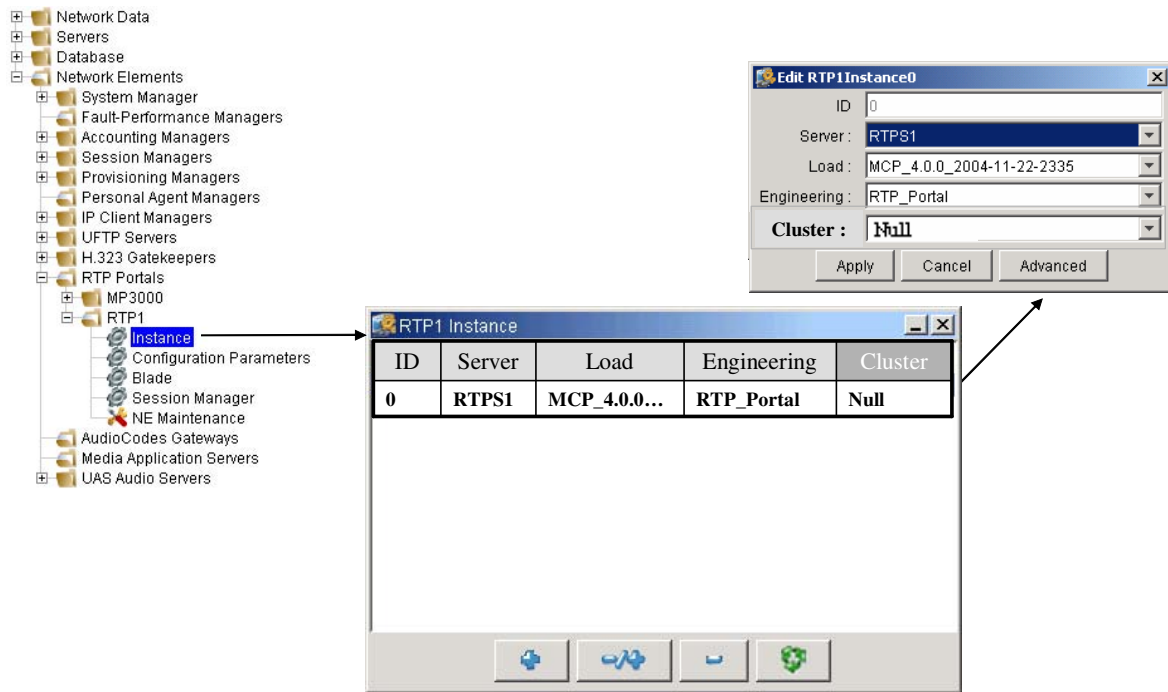 Network Data
Servers
Database
Network Elements
System Manager
Fault-Performance Managers
Accounting Managers
Session Managers
Provisioning Managers
Personal Agent Managers
IP Client Managers
UFTP Servers
H.323 Gatekeepers
RTP Portals
MP3000
RTP1
Instance
Configuration Parameters
Blade
Session Manager
NE Maintenance
AudioCodes Gateways
Media Application Servers
UAS Audio Servers
Edit RTP1Instance0
ID 0
Server : RTPS1
Load : MCP_4.0.0_2004-11-22-2335
Engineering : RTP_Portal
Cluster : Null
Apply Cancel Advanced
RTP1 Instance
ID Server Load Engineering Cluster
0 RTPS1 MCP_4.0.0... RTP_Portal Null